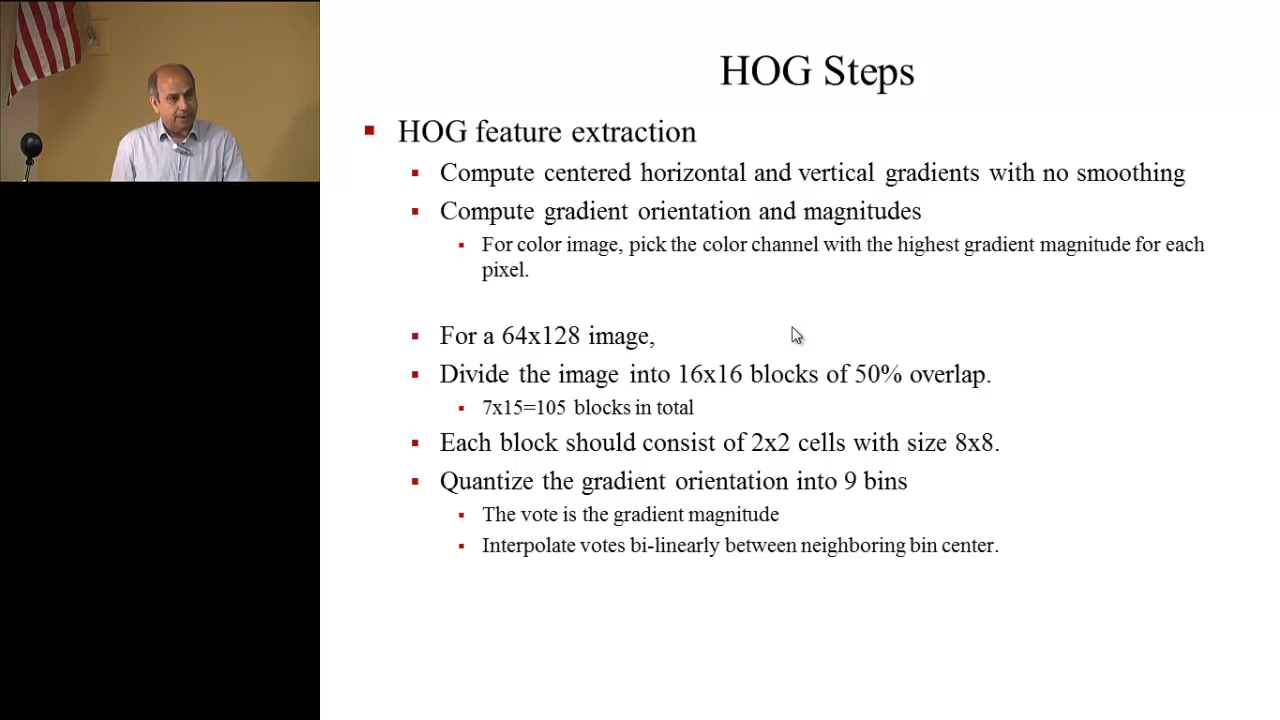 HOG Steps
HOG feature extraction
Compute centered horizontal and vertical gradients with no smoothing
Compute gradient orientation and magnitudes
For color image, pick the color channel with the highest gradient magnitude for each
pixel.
For a 64x128 image,
Divide the image into 16x16 blocks of 50% overlap.
7x15=105 blocks in total
Each block should consist of 2x2 cells with size 8x8.
Quantize the gradient orientation into 9 bins
The vote is the gradient magnitude
Interpolate votes bi-linearly between neighboring bin center.